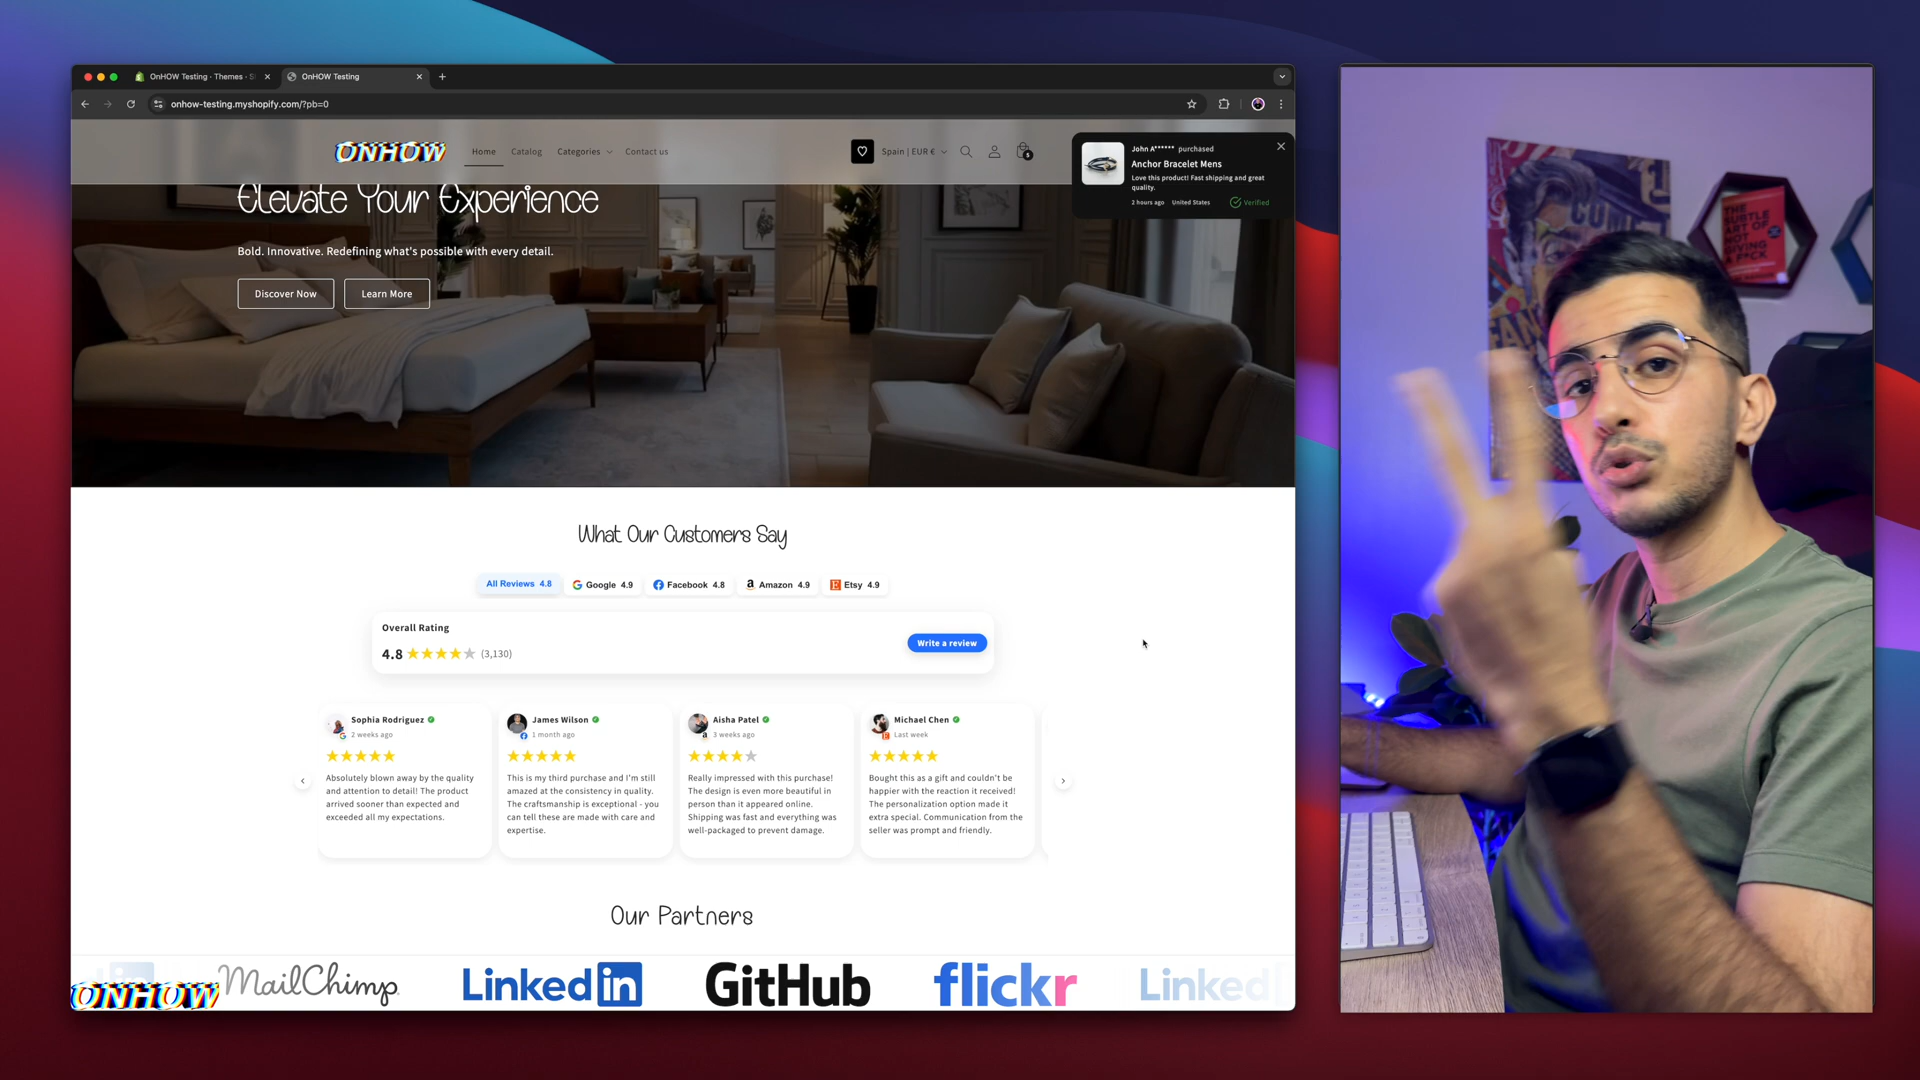 OnHOW Testing · Themes · S
OnHOW Testing
onhow-testing.myshopify.com/?pb=0
ONHOW
Home
Catalog
Categories
Contact us
Spain | EUR €
John A****** purchased
Anchor Bracelet Mens
Love this product! Fast shipping and great
quality.
2 hours ago United States Verified
Elevate Your Experience
Bold. Innovative. Redefining what's possible with every detail.
Discover Now
Learn More
What Our Customers Say
All Reviews 4.8
Google 4.9
Facebook 4.8
Amazon 4.9
Etsy 4.9
Overall Rating
4.8 (3,130)
Write a review
Sophia Rodriguez
2 weeks ago
Absolutely blown away by the quality
and attention to detail! The product
arrived sooner than expected and
exceeded all my expectations.
James Wilson
1 month ago
This is my third purchase and I'm still
amazed at the consistency in quality.
The craftsmanship is exceptional - you
can tell these are made with care and
expertise.
Aisha Patel
3 weeks ago
Really impressed with this purchase!
The design is even more beautiful in
person than it appeared online.
Shipping was fast and everything was
well-packaged to prevent damage.
Michael Chen
Last week
Bought this as a gift and couldn't be
happier with the reaction it received!
The personalization option made it
extra special. Communication from the
seller was prompt and friendly.
Our Partners
MailChimp
Linkedin
GitHub
flickr
Linked
ONHOW
THE
SUBTLE
ART OF
NOT
GIVING
A F*CK